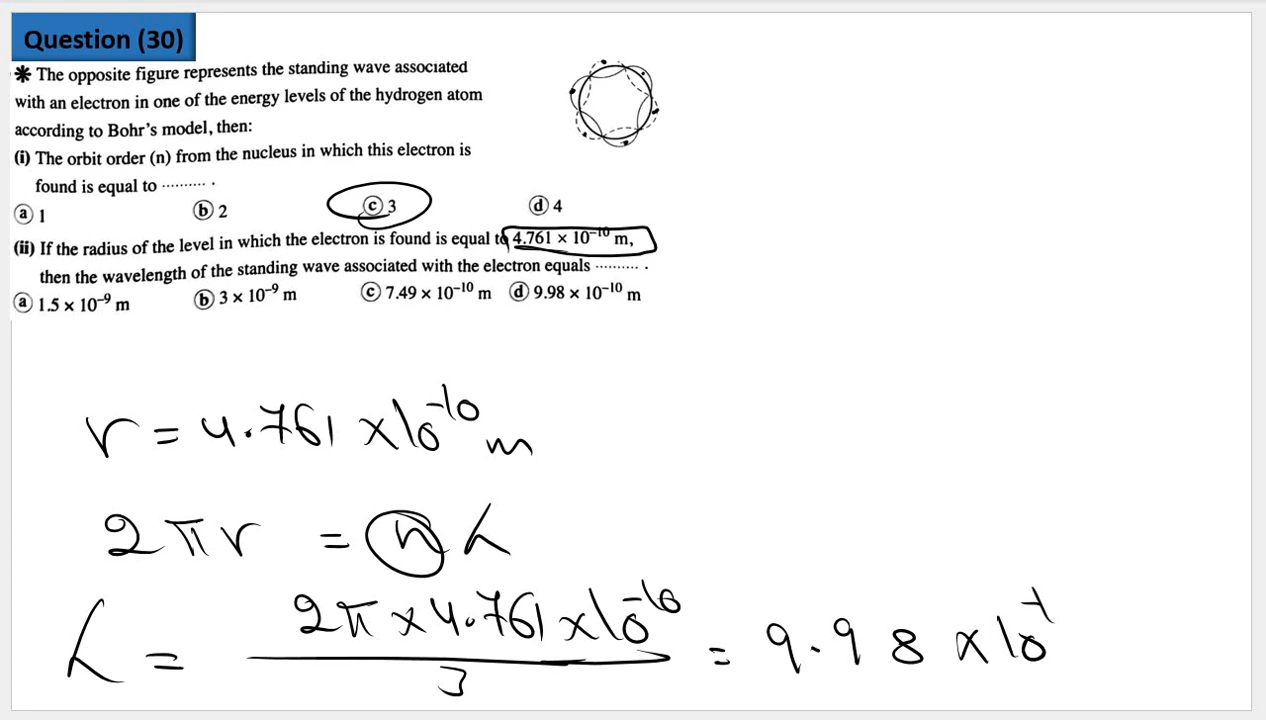 Question (30)
* The opposite figure represents the standing wave associated
with an electron in one of the energy levels of the hydrogen atom
according to Bohr's model, then:
(i) The orbit order (n) from the nucleus in which this electron is
found is equal to .......... .
ⓐ 1 ⓑ 2 ⓒ 3 ⓓ 4
(ii) If the radius of the level in which the electron is found is equal to 4.761 × 10⁻¹⁰ m,
then the wavelength of the standing wave associated with the electron equals .......... .
ⓐ 1.5 × 10⁻⁹ m ⓑ 3 × 10⁻⁹ m ⓒ 7.49 × 10⁻¹⁰ m ⓓ 9.98 × 10⁻¹⁰ m
r = 4.761 × 10⁻¹⁰ m
2πr = nλ
λ = 2π × 4.761 × 10⁻¹⁰ / 3 = 9.98 × 10⁻¹